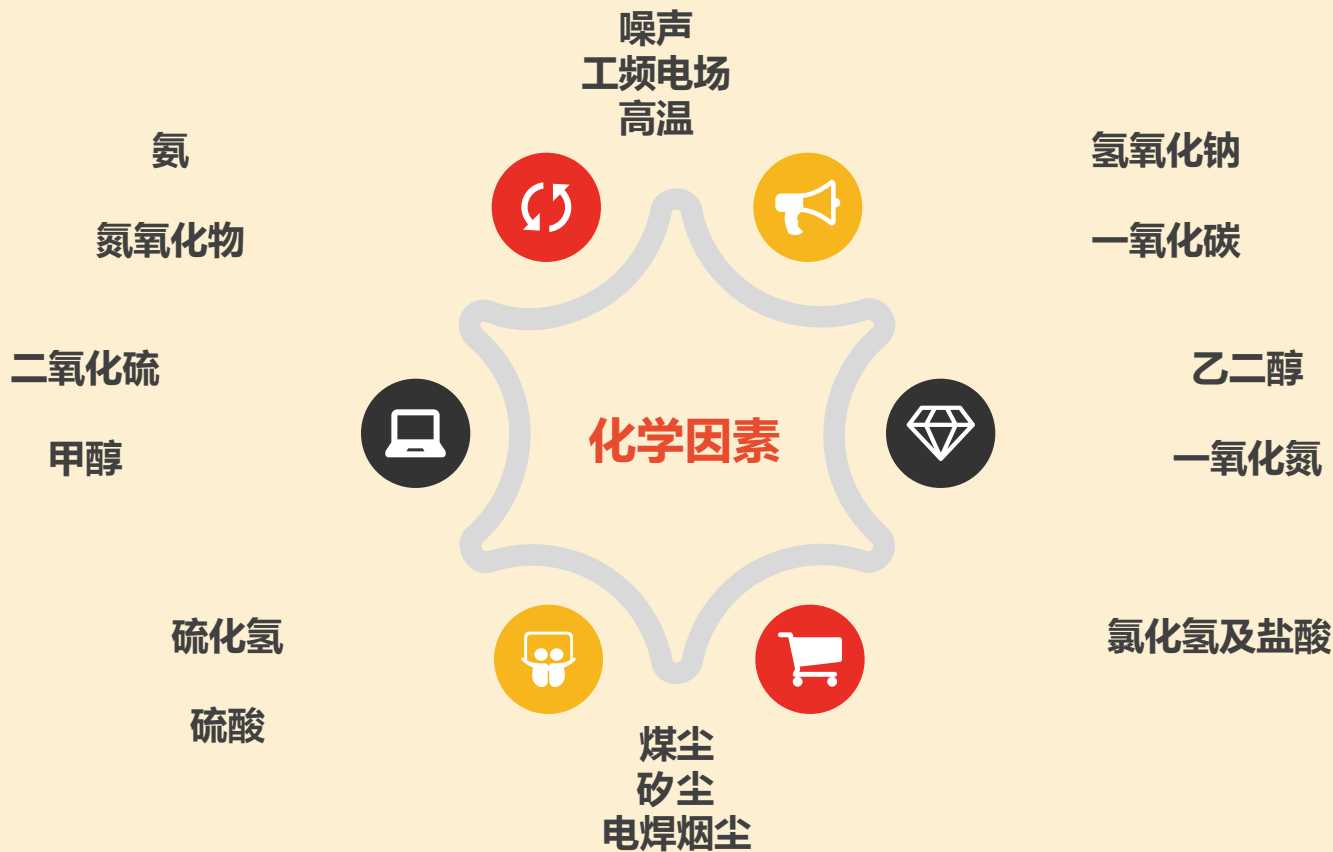 噪声
工频电场
高温
氨
氢氧化钠
氮氧化物
一氧化碳
二氧化硫
乙二醇
化学因素
甲醇
一氧化氮
硫化氢
氯化氢及盐酸
硫酸
煤尘
矽尘
电焊烟尘